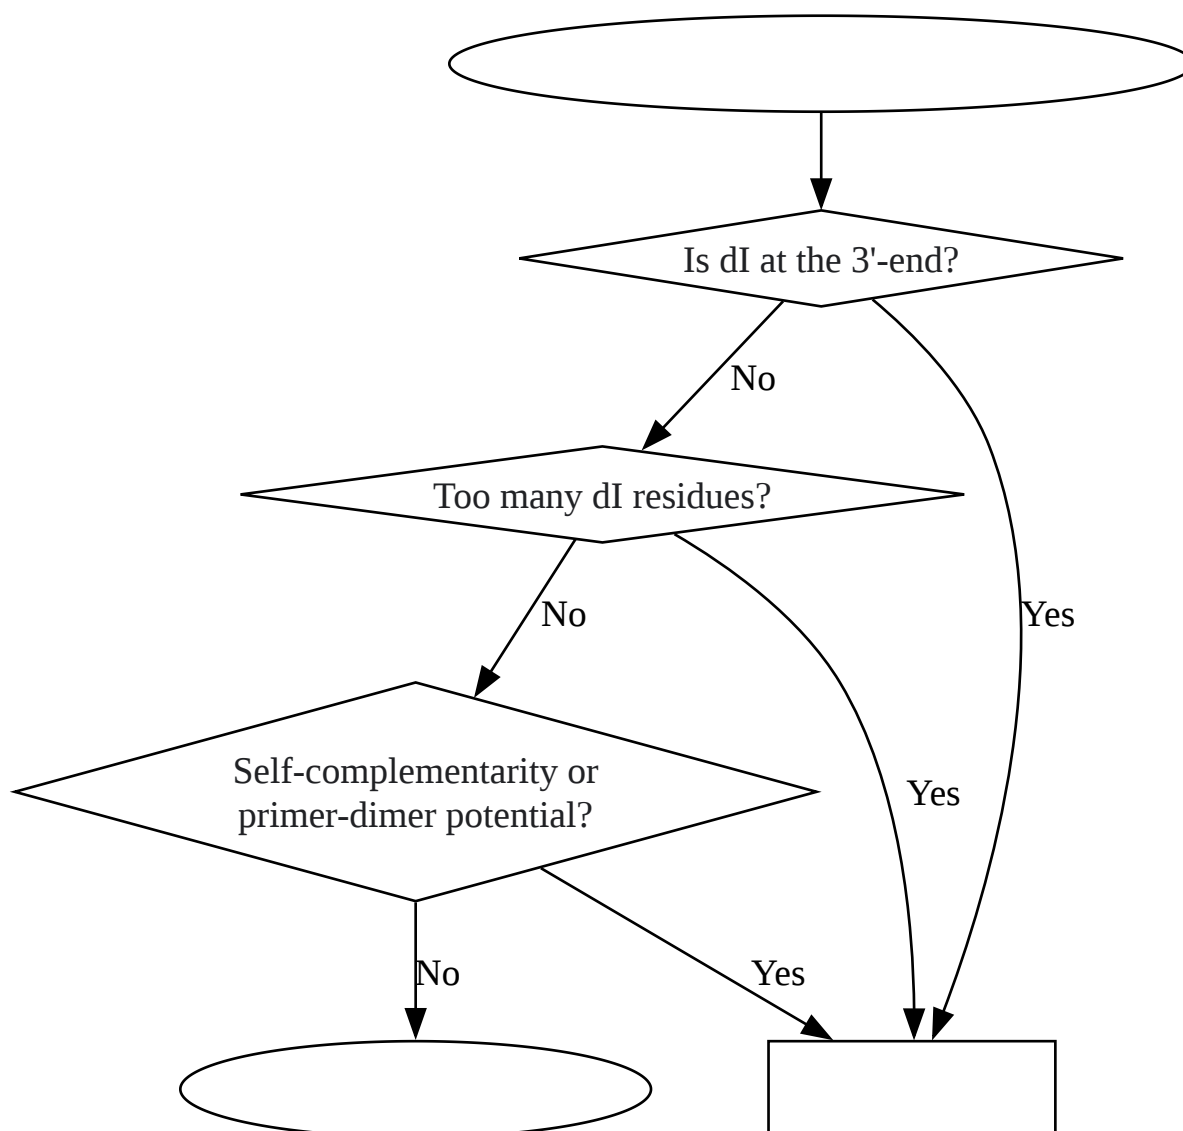 Is dI at the 3'-end?
No
Too many dI residues?
No
Yes
Self-complementarity or
primer-dimer potential?
Yes
No
Yes